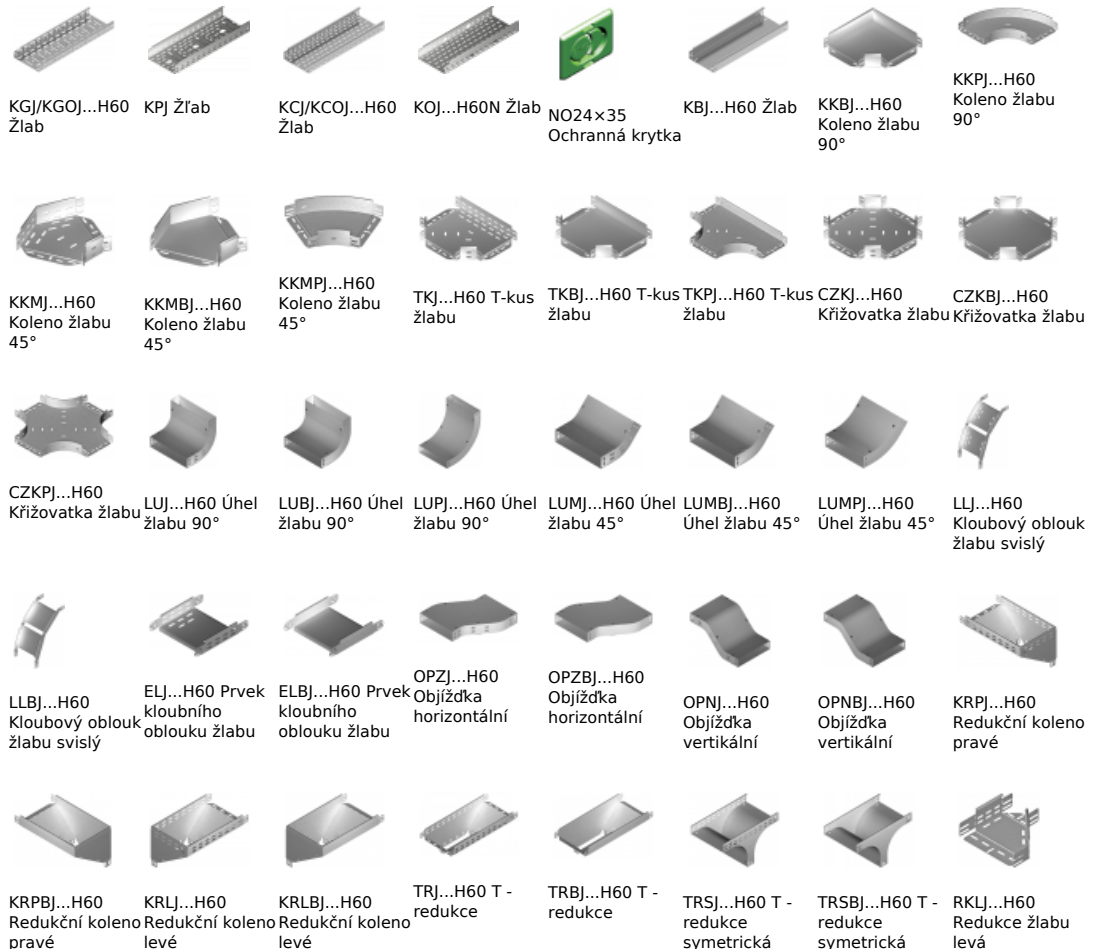 KGJ/KGOJ...H60
Žlab
KPJ Žľab
KCJ/KCOJ...H60
Žlab
KOJ...H60N Žlab
NO24×35
Ochranná krytka
KBJ...H60 Žlab
KKBJ...H60
Koleno žlabu
90°
KKPJ...H60
Koleno žlabu
90°
KKMJ...H60
Koleno žlabu
45°
KKMBJ...H60
Koleno žlabu
45°
KKMPJ...H60
Koleno žlabu
45°
TKJ...H60 T-kus
žlabu
TKBJ...H60 T-kus
žlabu
TKPJ...H60 T-kus
žlabu
CZKJ...H60
Křižovatka žlabu
CZKBJ...H60
Křižovatka žlabu
CZKPJ...H60
Křižovatka žlabu
LUJ...H60 Úhel
žlabu 90°
LUBJ...H60 Úhel
žlabu 90°
LUPJ...H60 Úhel
žlabu 90°
LUMJ...H60 Úhel
žlabu 45°
LUMBJ...H60
Úhel žlabu 45°
LUMPJ...H60
Úhel žlabu 45°
LLJ...H60
Kloubový oblouk
žlabu svislý
LLBJ...H60
Kloubový oblouk
žlabu svislý
ELJ...H60 Prvek
kloubního
oblouku žlabu
ELBJ...H60 Prvek
kloubního
oblouku žlabu
OPZJ...H60
Objížďka
horizontální
OPZBJ...H60
Objížďka
horizontální
OPNJ...H60
Objížďka
vertikální
OPNBJ...H60
Objížďka
vertikální
KRPJ...H60
Redukční koleno
pravé
KRPBJ...H60
Redukční koleno
pravé
KRLJ...H60
Redukční koleno
levé
KRLBJ...H60
Redukční koleno
levé
TRJ...H60 T -
redukce
TRBJ...H60 T -
redukce
TRSJ...H60 T -
redukce
symetrická
TRSBJ...H60 T -
redukce
symetrická
RKLJ...H60
Redukce žlabu
levá